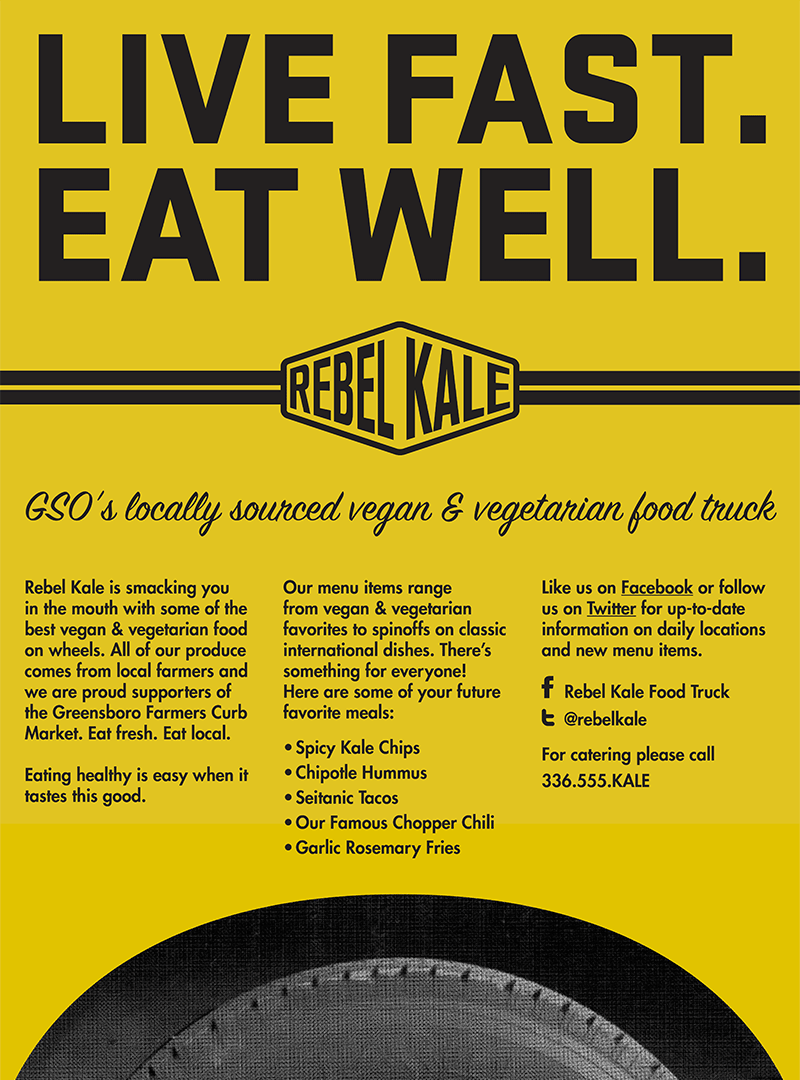 LIVE FAST.
EAT WELL.
REBEL KALE
GSO's locally sourced vegan & vegetarian food truck
Rebel Kale is smacking you
in the mouth with some of the
best vegan & vegetarian food
on wheels. All of our produce
comes from local farmers and
we are proud supporters of
the Greensboro Farmers Curb
Market. Eat fresh. Eat local.
Eating healthy is easy when it
tastes this good.
Our menu items range
from vegan & vegetarian
favorites to spinoffs on classic
international dishes. There's
something for everyone!
Here are some of your future
favorite meals:
• Spicy Kale Chips
• Chipotle Hummus
• Seitanic Tacos
• Our Famous Chopper Chili
• Garlic Rosemary Fries
Like us on Facebook or follow
us on Twitter for up-to-date
information on daily locations
and new menu items.
f Rebel Kale Food Truck
t @rebelkale
For catering please call
336.555.KALE